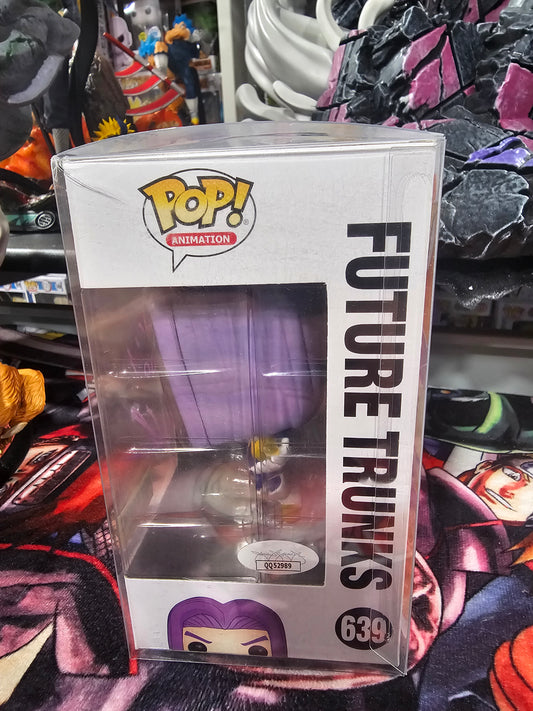 POP!
ANIMATION
FUTURE TRUNKS
639
QQ52989